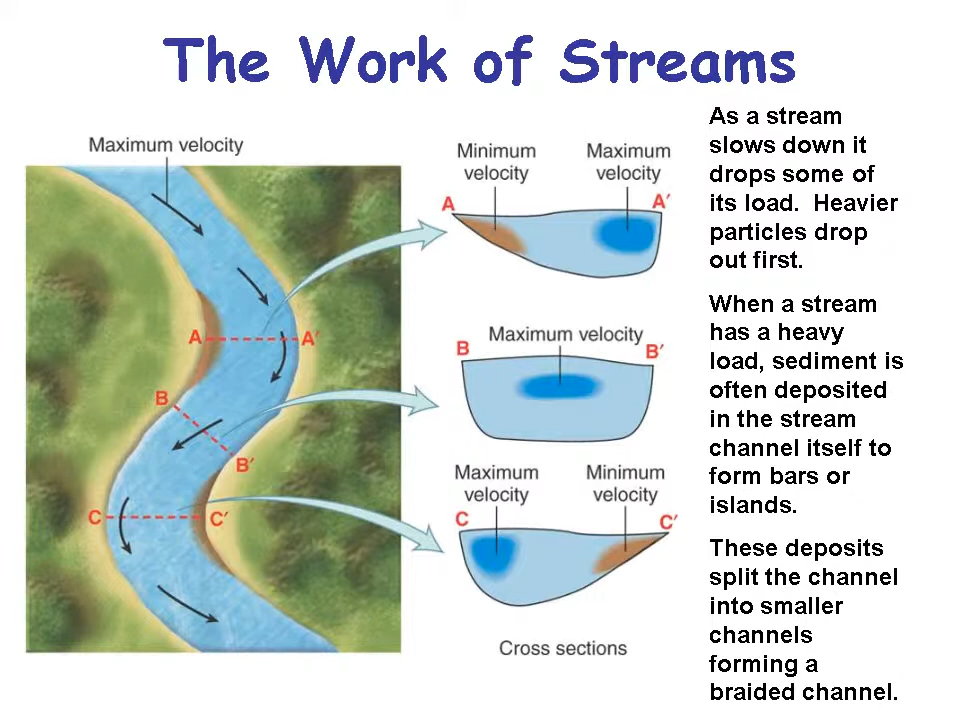 The Work of Streams
Maximum velocity
A
A′
B
B′
C
C′
Minimum
velocity
Maximum
velocity
A
A′
Maximum velocity
B
B′
Maximum
velocity
Minimum
velocity
C
C′
Cross sections
As a stream
slows down it
drops some of
its load.  Heavier
particles drop
out first.
When a stream
has a heavy
load, sediment is
often deposited
in the stream
channel itself to
form bars or
islands.
These deposits
split the channel
into smaller
channels
forming a
braided channel.